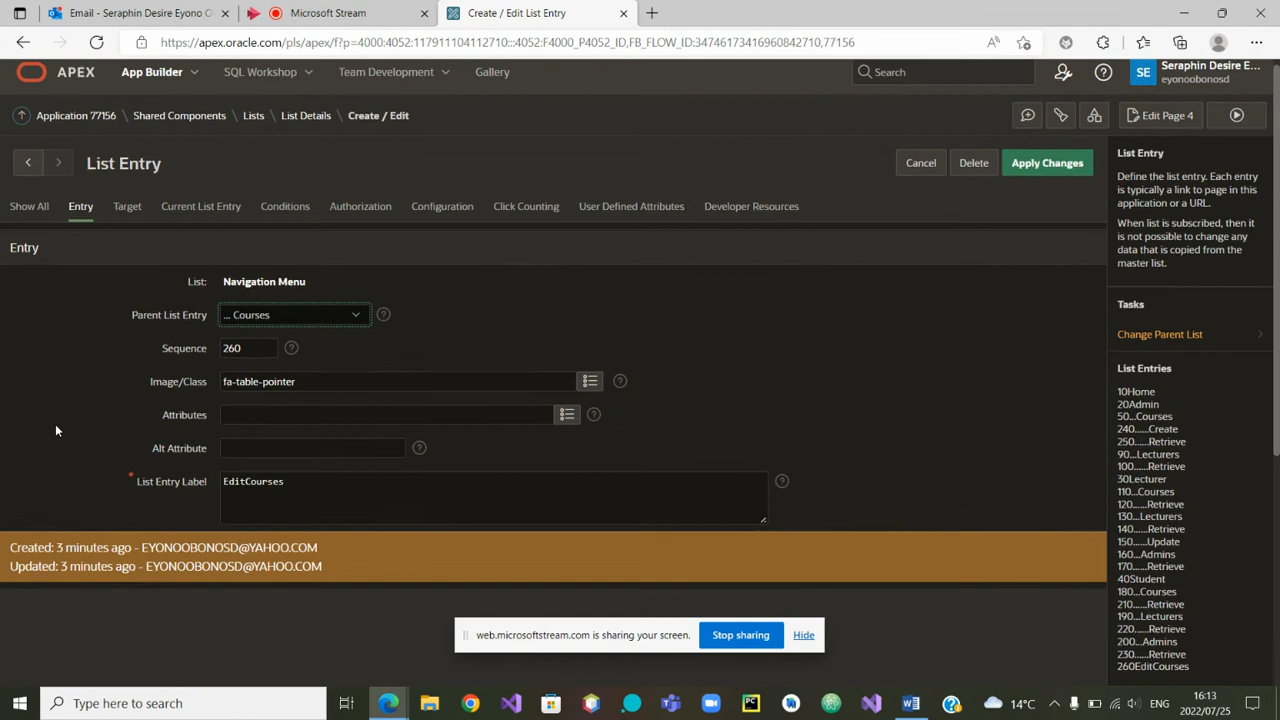 Email - Seraphin Desire Eyono O
Microsoft Stream
Create / Edit List Entry
https://apex.oracle.com/pls/apex/f?p=4000:4052:117911104112710:::4052:F4000_P4052_ID,FB_FLOW_ID:34746173416960842710,77156
APEX
App Builder
SQL Workshop
Team Development
Gallery
Search
SE
Seraphin Desire E...
eyonoobonosd
Application 77156
Shared Components
Lists
List Details
Create / Edit
Edit Page 4
List Entry
Cancel
Delete
Apply Changes
Show All
Entry
Target
Current List Entry
Conditions
Authorization
Configuration
Click Counting
User Defined Attributes
Developer Resources
Entry
List:
Navigation Menu
Parent List Entry
... Courses
Sequence
260
Image/Class
fa-table-pointer
Attributes
Alt Attribute
* List Entry Label
EditCourses
Created: 3 minutes ago - EYONOOBONOSD@YAHOO.COM
Updated: 3 minutes ago - EYONOOBONOSD@YAHOO.COM
List Entry
Define the list entry. Each entry
is typically a link to page in this
application or a URL.
When list is subscribed, then it
is not possible to change any
data that is copied from the
master list.
Tasks
Change Parent List
List Entries
10Home
20Admin
50...Courses
240......Create
250......Retrieve
90...Lecturers
100......Retrieve
30Lecturer
110...Courses
120......Retrieve
130...Lecturers
140......Retrieve
150......Update
160...Admins
170......Retrieve
40Student
180...Courses
210......Retrieve
190...Lecturers
220......Retrieve
200...Admins
230......Retrieve
260EditCourses
web.microsoftstream.com is sharing your screen.
Stop sharing
Hide
Type here to search
PC
14°C
ENG
16:13
2022/07/25